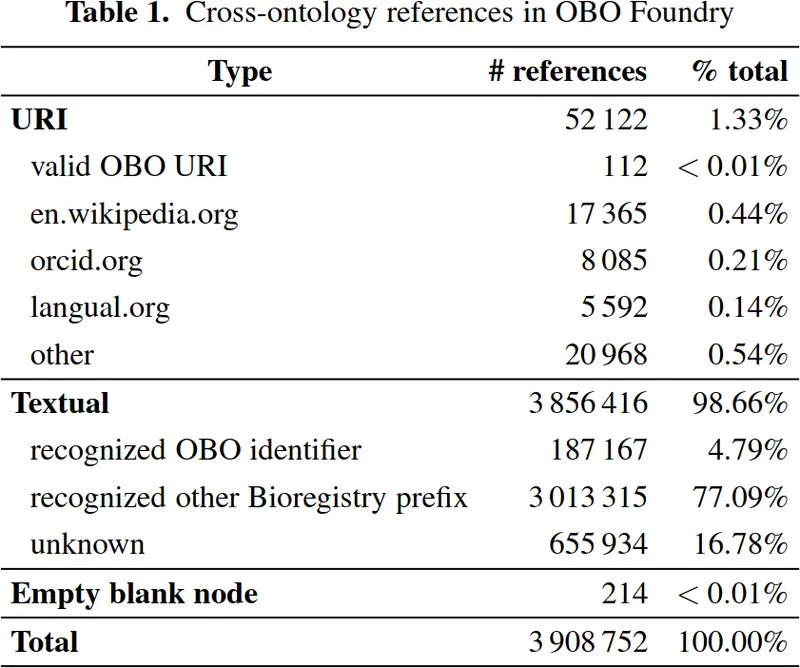 Table 1. Cross-ontology references in OBO Foundry
Type # references % total
URI 52 122 1.33%
valid OBO URI 112 < 0.01%
en.wikipedia.org 17 365 0.44%
orcid.org 8 085 0.21%
langual.org 5 592 0.14%
other 20 968 0.54%
Textual 3 856 416 98.66%
recognized OBO identifier 187 167 4.79%
recognized other Bioregistry prefix 3 013 315 77.09%
unknown 655 934 16.78%
Empty blank node 214 < 0.01%
Total 3 908 752 100.00%